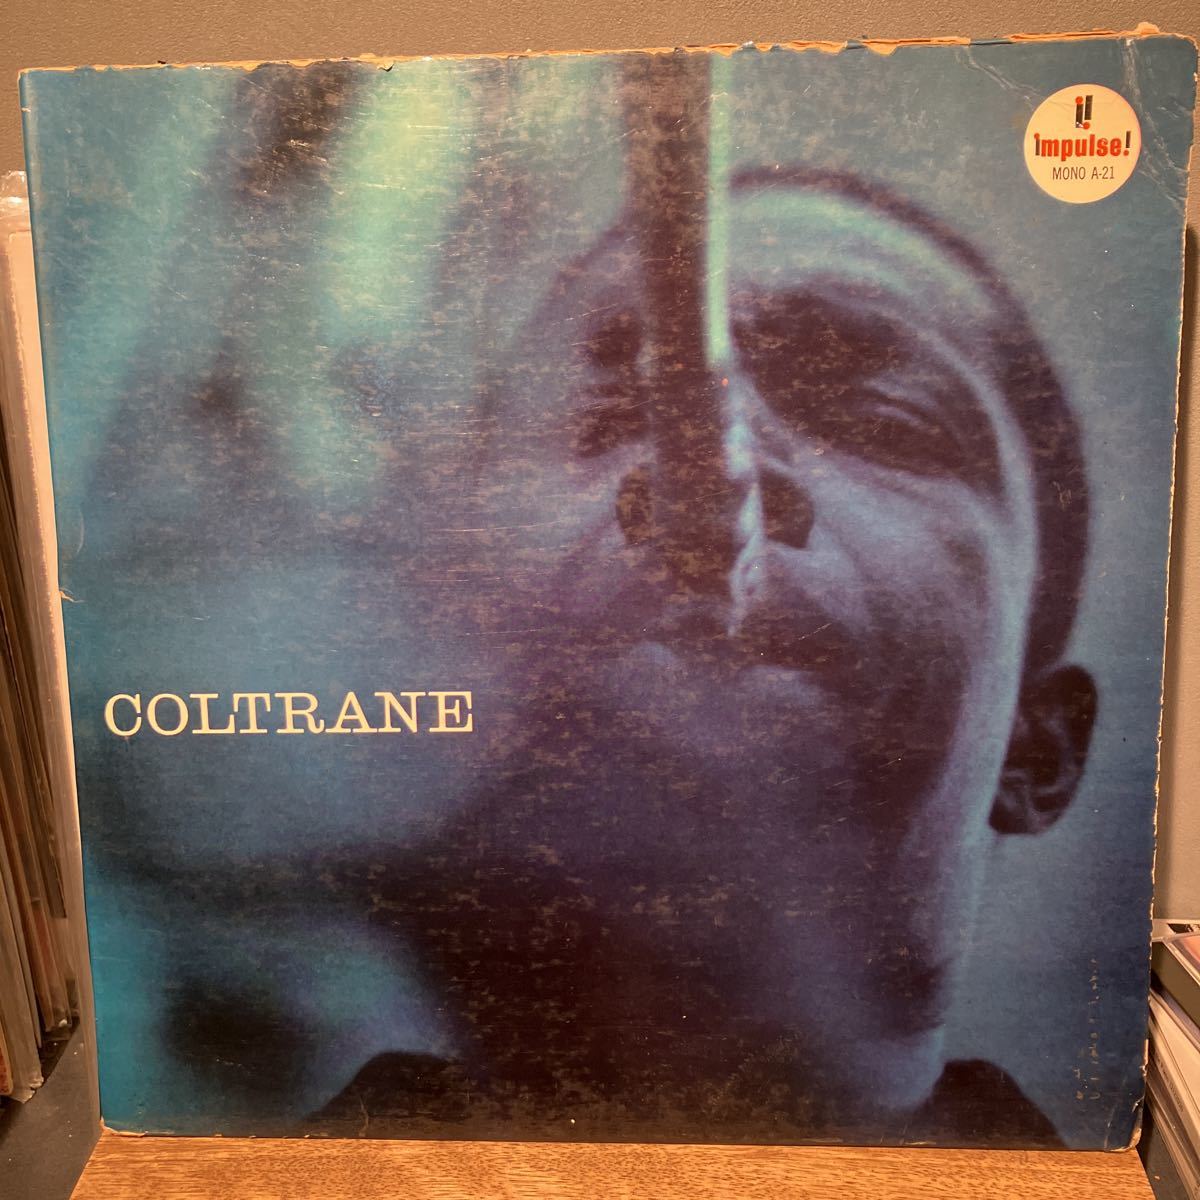 impulse!
MONO A-21
COLTRANE